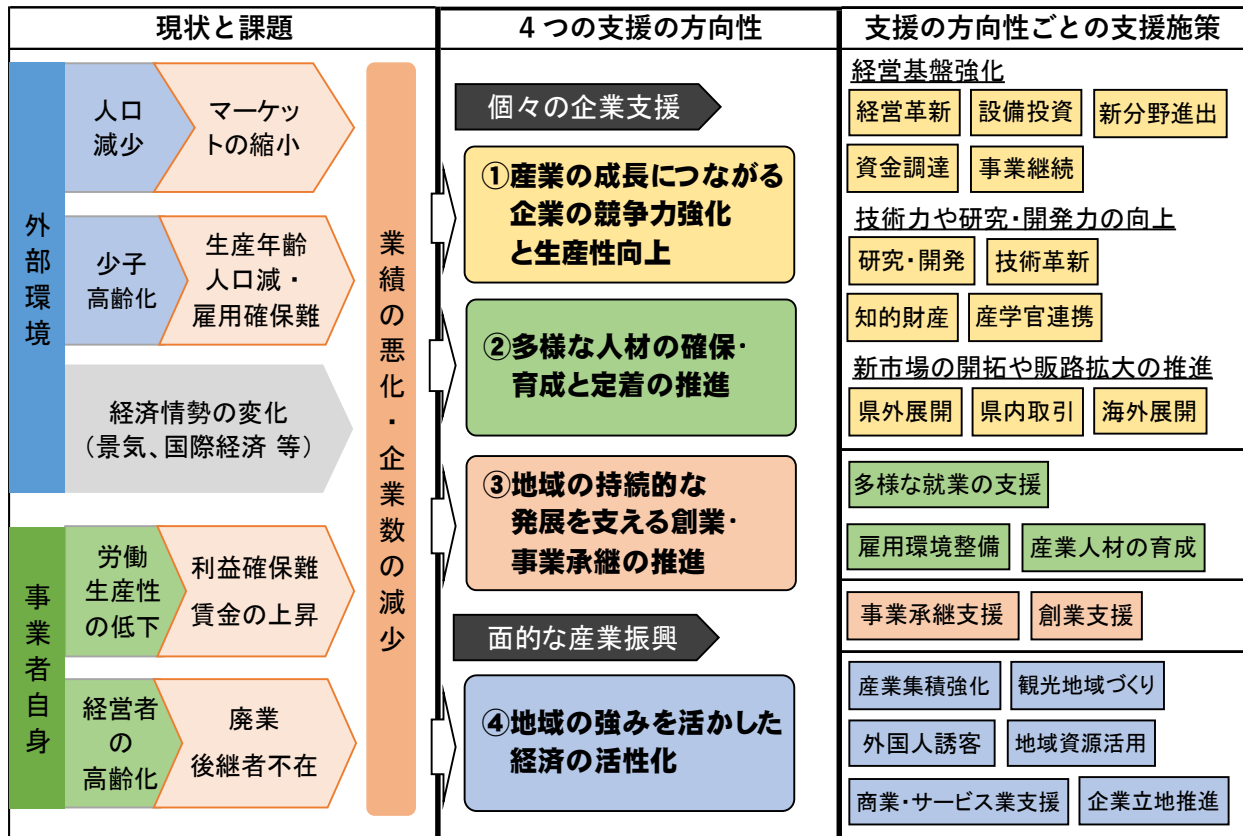 現状と課題
外部環境
人口
減少
マーケッ
トの縮小
少子
高齢化
生産年齢
人口減・
雇用確保難
経済情勢の変化
（景気、国際経済 等）
事業者自身
労働
生産性
の低下
利益確保難
賃金の上昇
経営者
の
高齢化
廃業
後継者不在
業績の悪化・企業数の減少
４つの支援の方向性
個々の企業支援
①産業の成長につながる
企業の競争力強化
と生産性向上
②多様な人材の確保・
育成と定着の推進
③地域の持続的な
発展を支える創業・
事業承継の推進
面的な産業振興
④地域の強みを活かした
経済の活性化
支援の方向性ごとの支援施策
経営基盤強化
経営革新 設備投資 新分野進出
資金調達 事業継続
技術力や研究・開発力の向上
研究・開発 技術革新
知的財産 産学官連携
新市場の開拓や販路拡大の推進
県外展開 県内取引 海外展開
多様な就業の支援
雇用環境整備 産業人材の育成
事業承継支援 創業支援
産業集積強化 観光地域づくり
外国人誘客 地域資源活用
商業・サービス業支援 企業立地推進